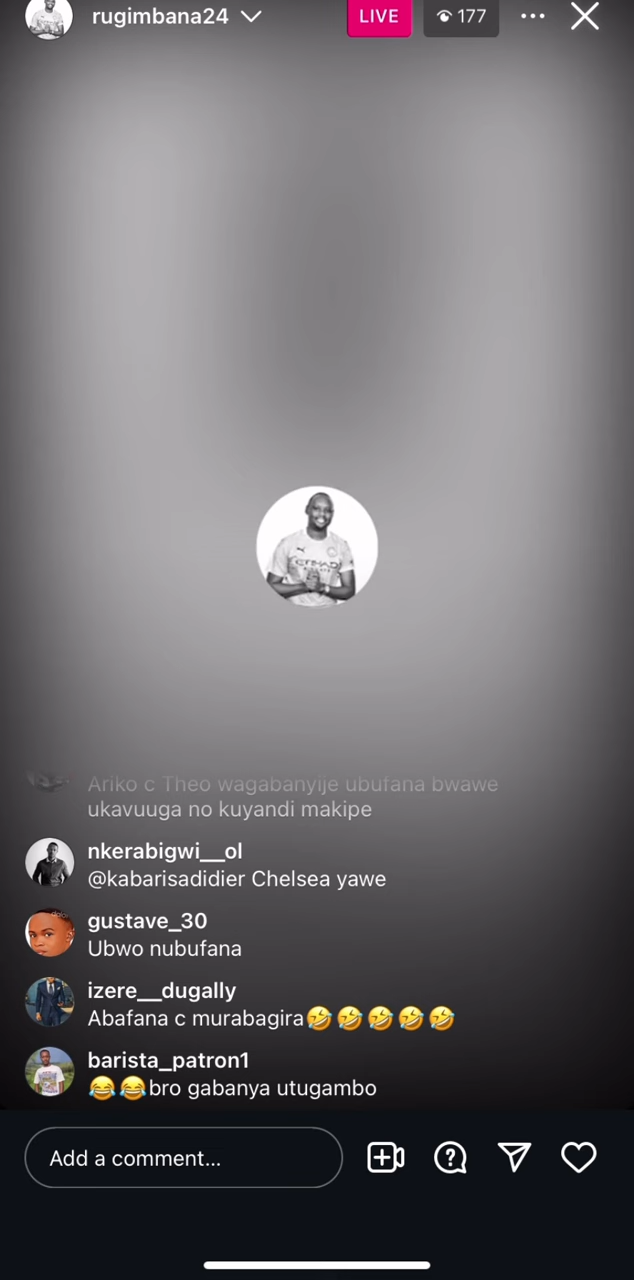 rugimbana24
LIVE
177
ETIHAD
Ariko c Theo wagabanyije ubufana bwawe
ukavuuga no kuyandi makipe
nkerabigwi__ol
@kabarisadidier Chelsea yawe
gustave_30
Ubwo nubufana
izere__dugally
Abafana c murabagira🤣🤣🤣🤣🤣
barista_patron1
😂😂bro gabanya utugambo
Add a comment...